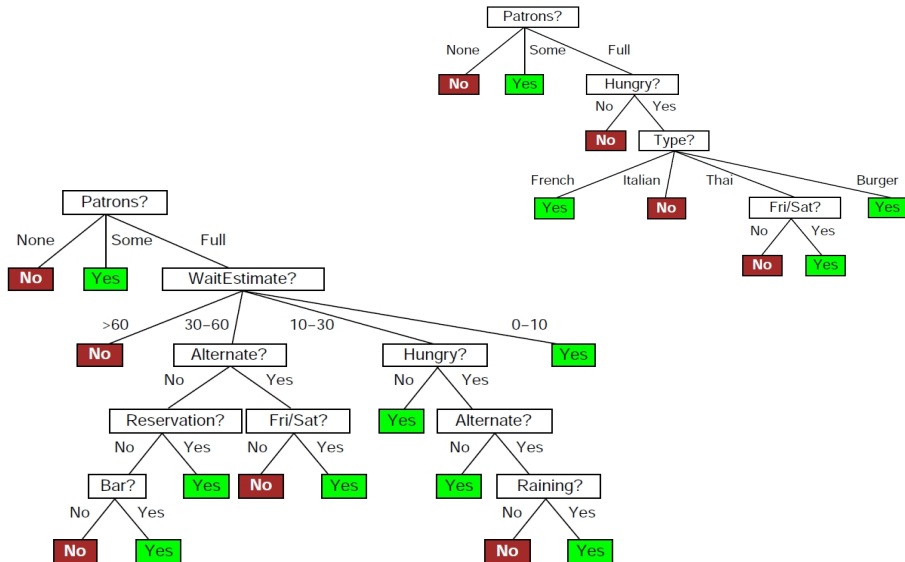 Patrons?
None Some Full
No Yes Hungry?
No Yes
No Type?
French Italian Thai Burger
Yes No Fri/Sat? Yes
No Yes
No Yes
Patrons?
None Some Full
No Yes WaitEstimate?
>60 30–60 10–30 0–10
No Alternate? Hungry? Yes
No Yes No Yes
Reservation? Fri/Sat? Yes Alternate?
No Yes No Yes No Yes
Bar? Yes No Yes Yes Raining?
No Yes No Yes
No Yes No Yes